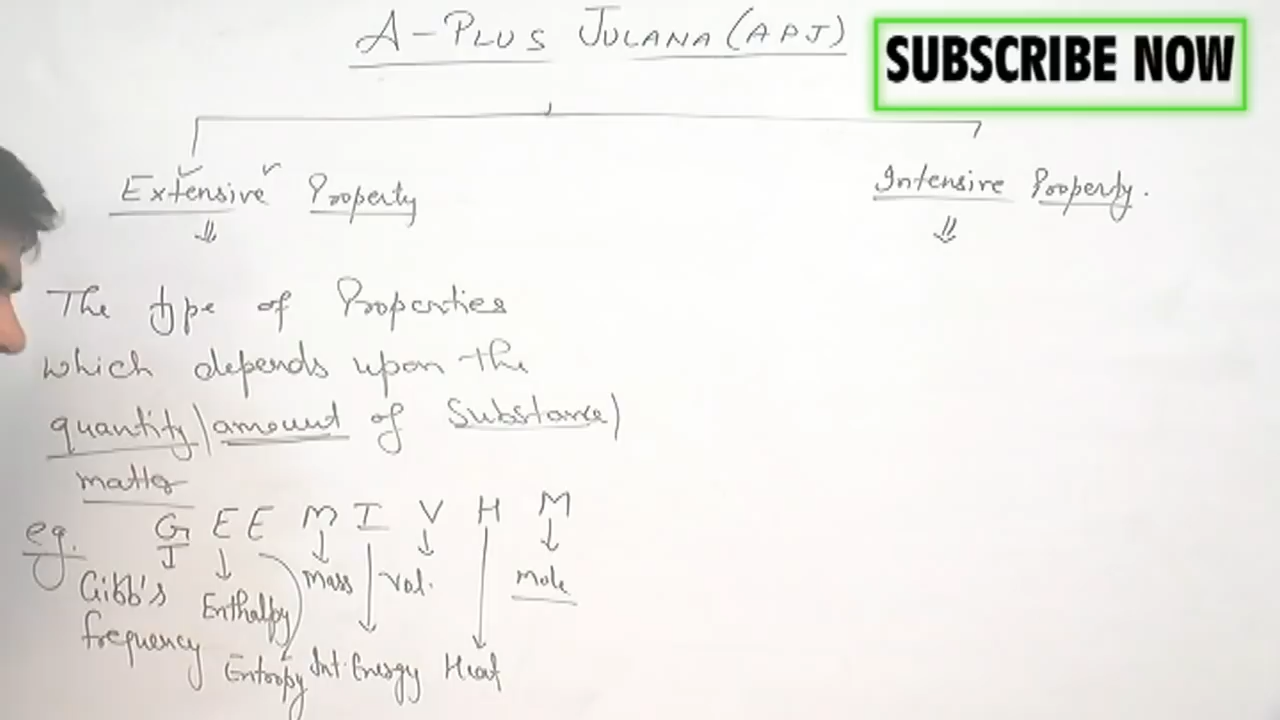 A-PLUS JULANA (APJ)
SUBSCRIBE NOW
Extensive Property
Intensive Property.
The type of Properties
which depends upon the
quantity/amount of Substance/
matter
eg. G E E M I V H M
Gibb's frequency
Enthalpy
Entropy
Mass
Int. Energy
Vol.
Heat
Mole